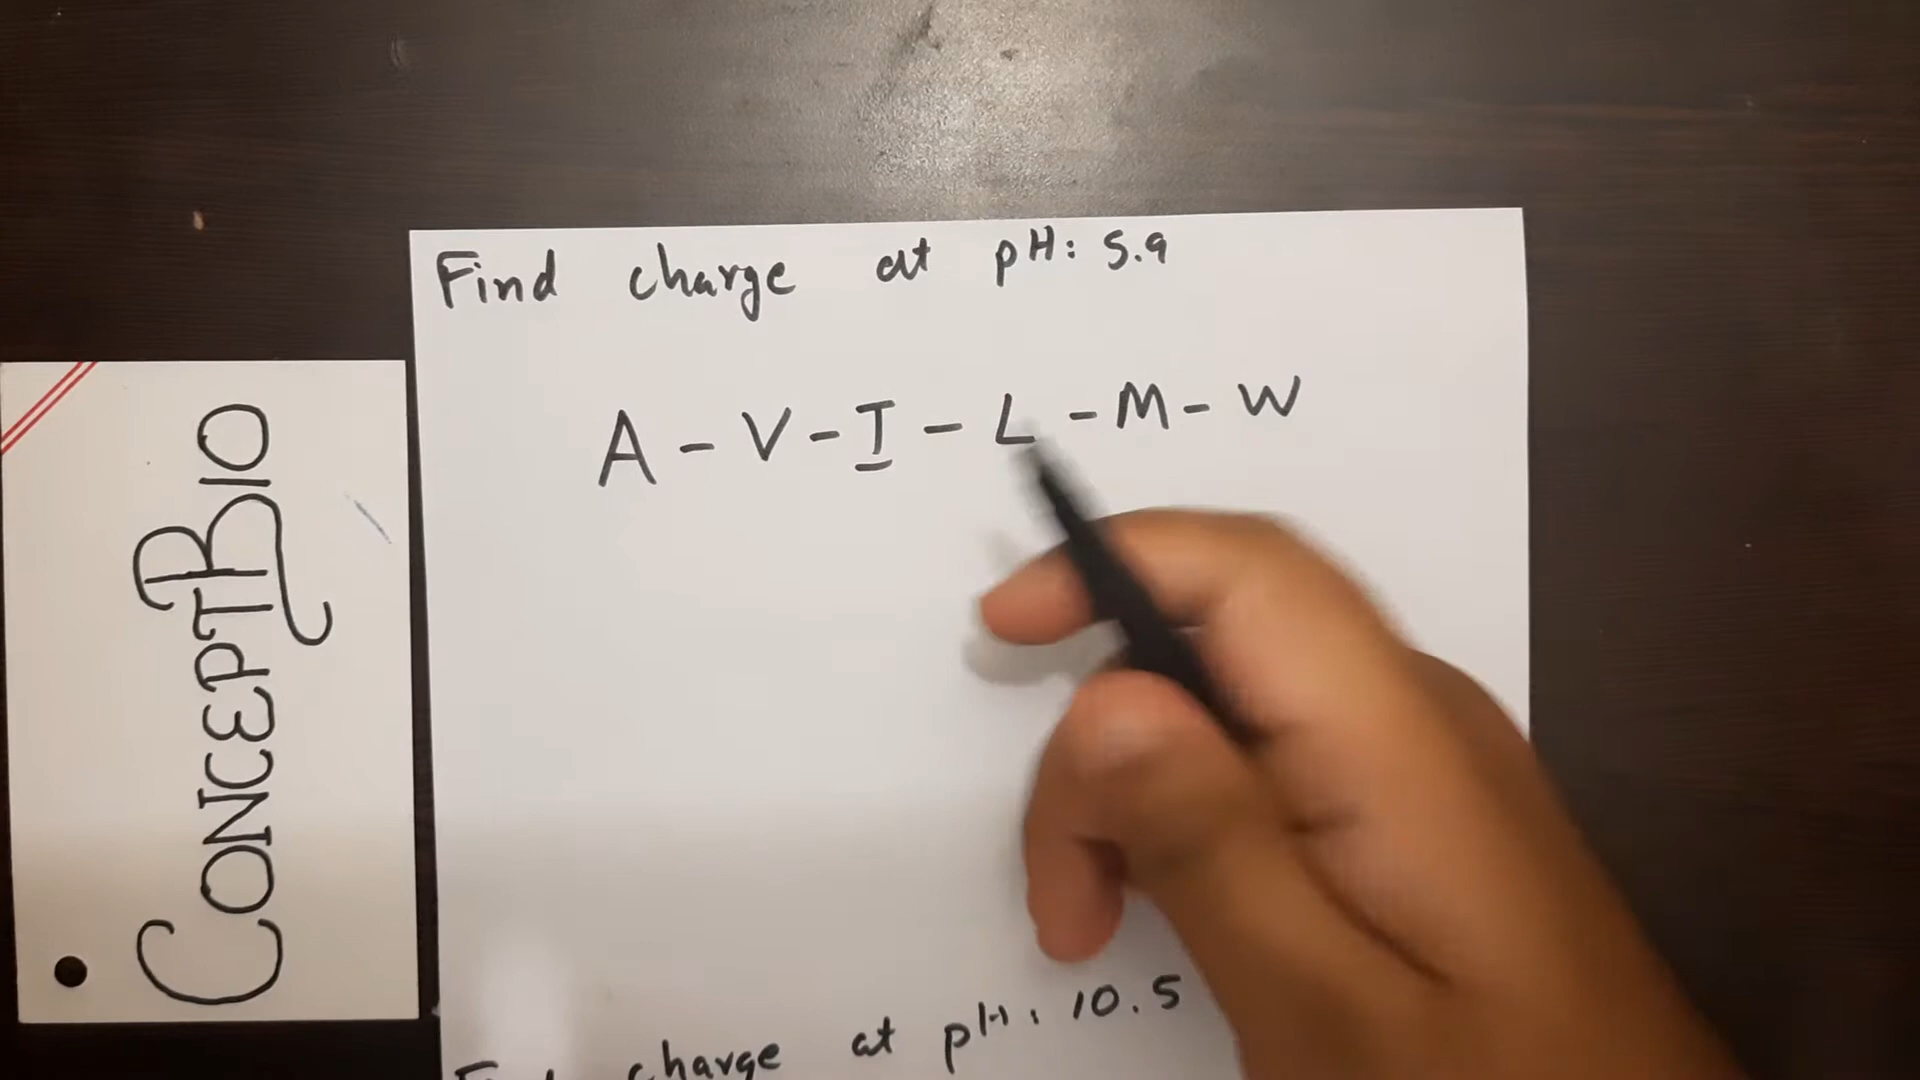 Find charge at pH: 5.9
A - V - I - L - M - W
CONCEPTBIO
charge at pH: 10.5